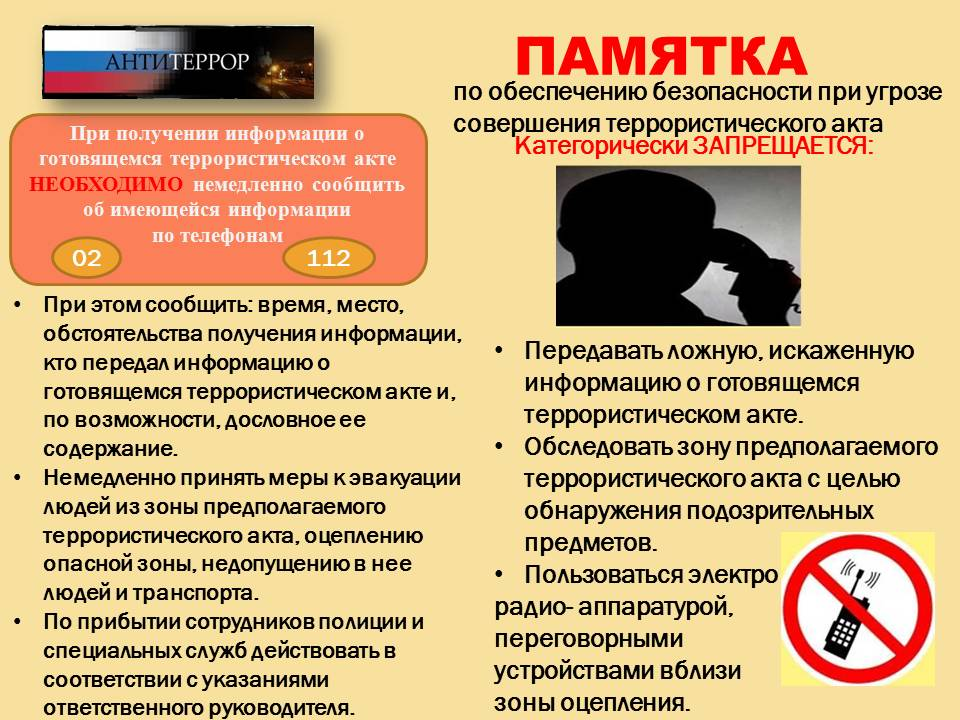 АНТИТЕРРОР
ПАМЯТКА
по обеспечению безопасности при угрозе
совершения террористического акта
При получении информации о
готовящемся террористическом акте
НЕОБХОДИМО немедленно сообщить
об имеющейся информации
по телефонам
02
112
При этом сообщить: время, место,
обстоятельства получения информации,
кто передал информацию о
готовящемся террористическом акте и,
по возможности, дословное ее
содержание.
Немедленно принять меры к эвакуации
людей из зоны предполагаемого
террористического акта, оцеплению
опасной зоны, недопущению в нее
людей и транспорта.
По прибытии сотрудников полиции и
специальных служб действовать в
соответствии с указаниями
ответственного руководителя.
Категорически ЗАПРЕЩАЕТСЯ:
Передавать ложную, искаженную
информацию о готовящемся
террористическом акте.
Обследовать зону предполагаемого
террористического акта с целью
обнаружения подозрительных
предметов.
Пользоваться электро
радио- аппаратурой,
переговорными
устройствами вблизи
зоны оцепления.